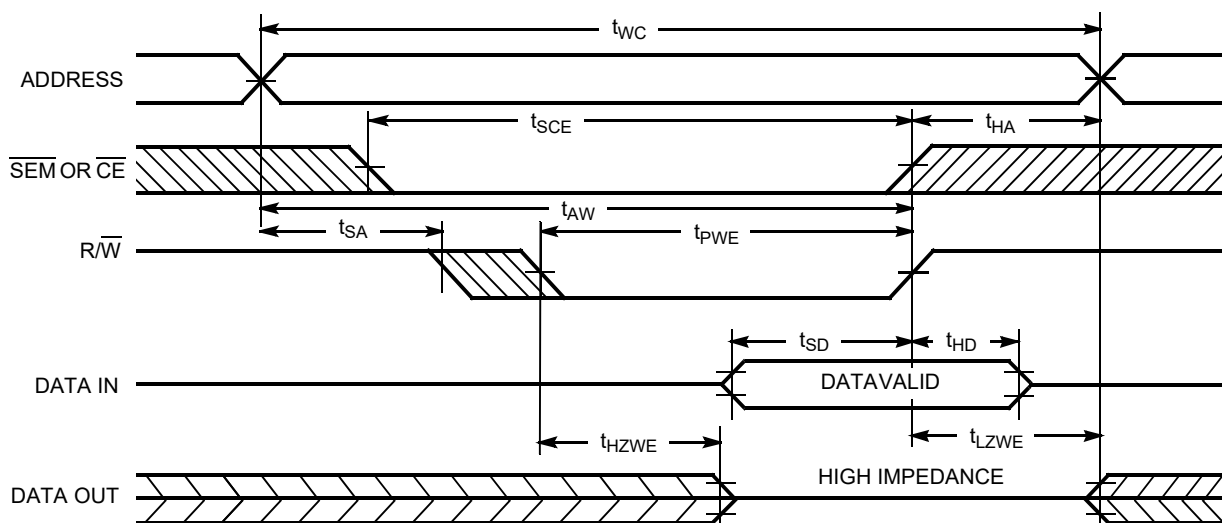 tWC
ADDRESS
tSCE
tHA
SEM OR CE
tAW
tSA
tPWE
R/W
tSD
tHD
DATA IN
DATAVALID
tHZWE
tLZWE
HIGH IMPEDANCE
DATA OUT